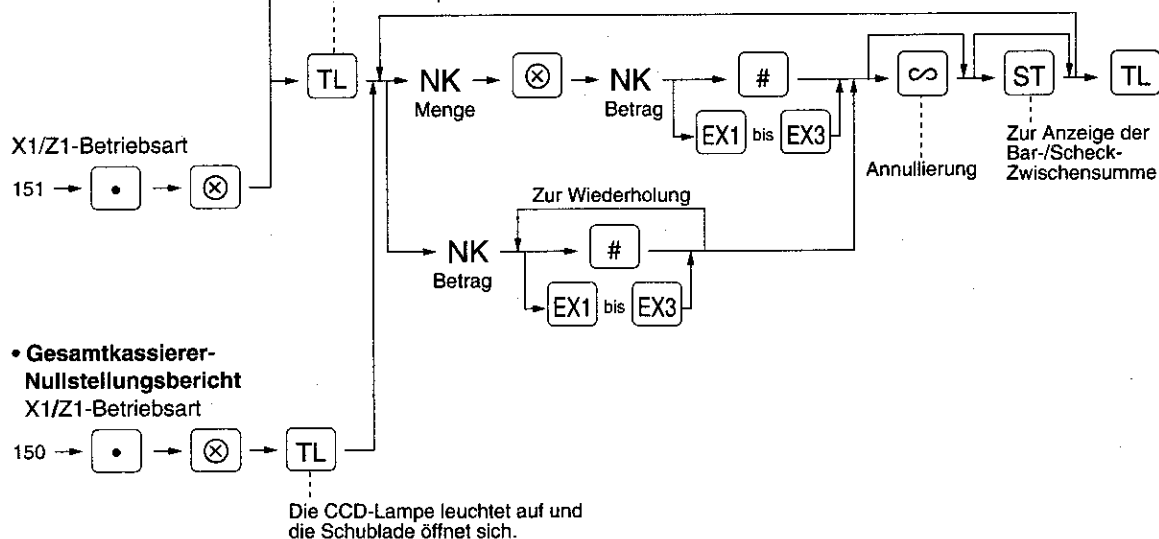 TL NK ⊗ NK # ∞ ST TL
Menge Betrag
EX1 bis EX3
Annullierung
Zur Anzeige der
Bar-/Scheck-
Zwischensumme
X1/Z1-Betriebsart
151 • ⊗
Zur Wiederholung
NK #
Betrag
EX1 bis EX3
• Gesamtkassierer-
Nullstellungsbericht
X1/Z1-Betriebsart
150 • ⊗ TL
Die CCD-Lampe leuchtet auf und
die Schublade öffnet sich.